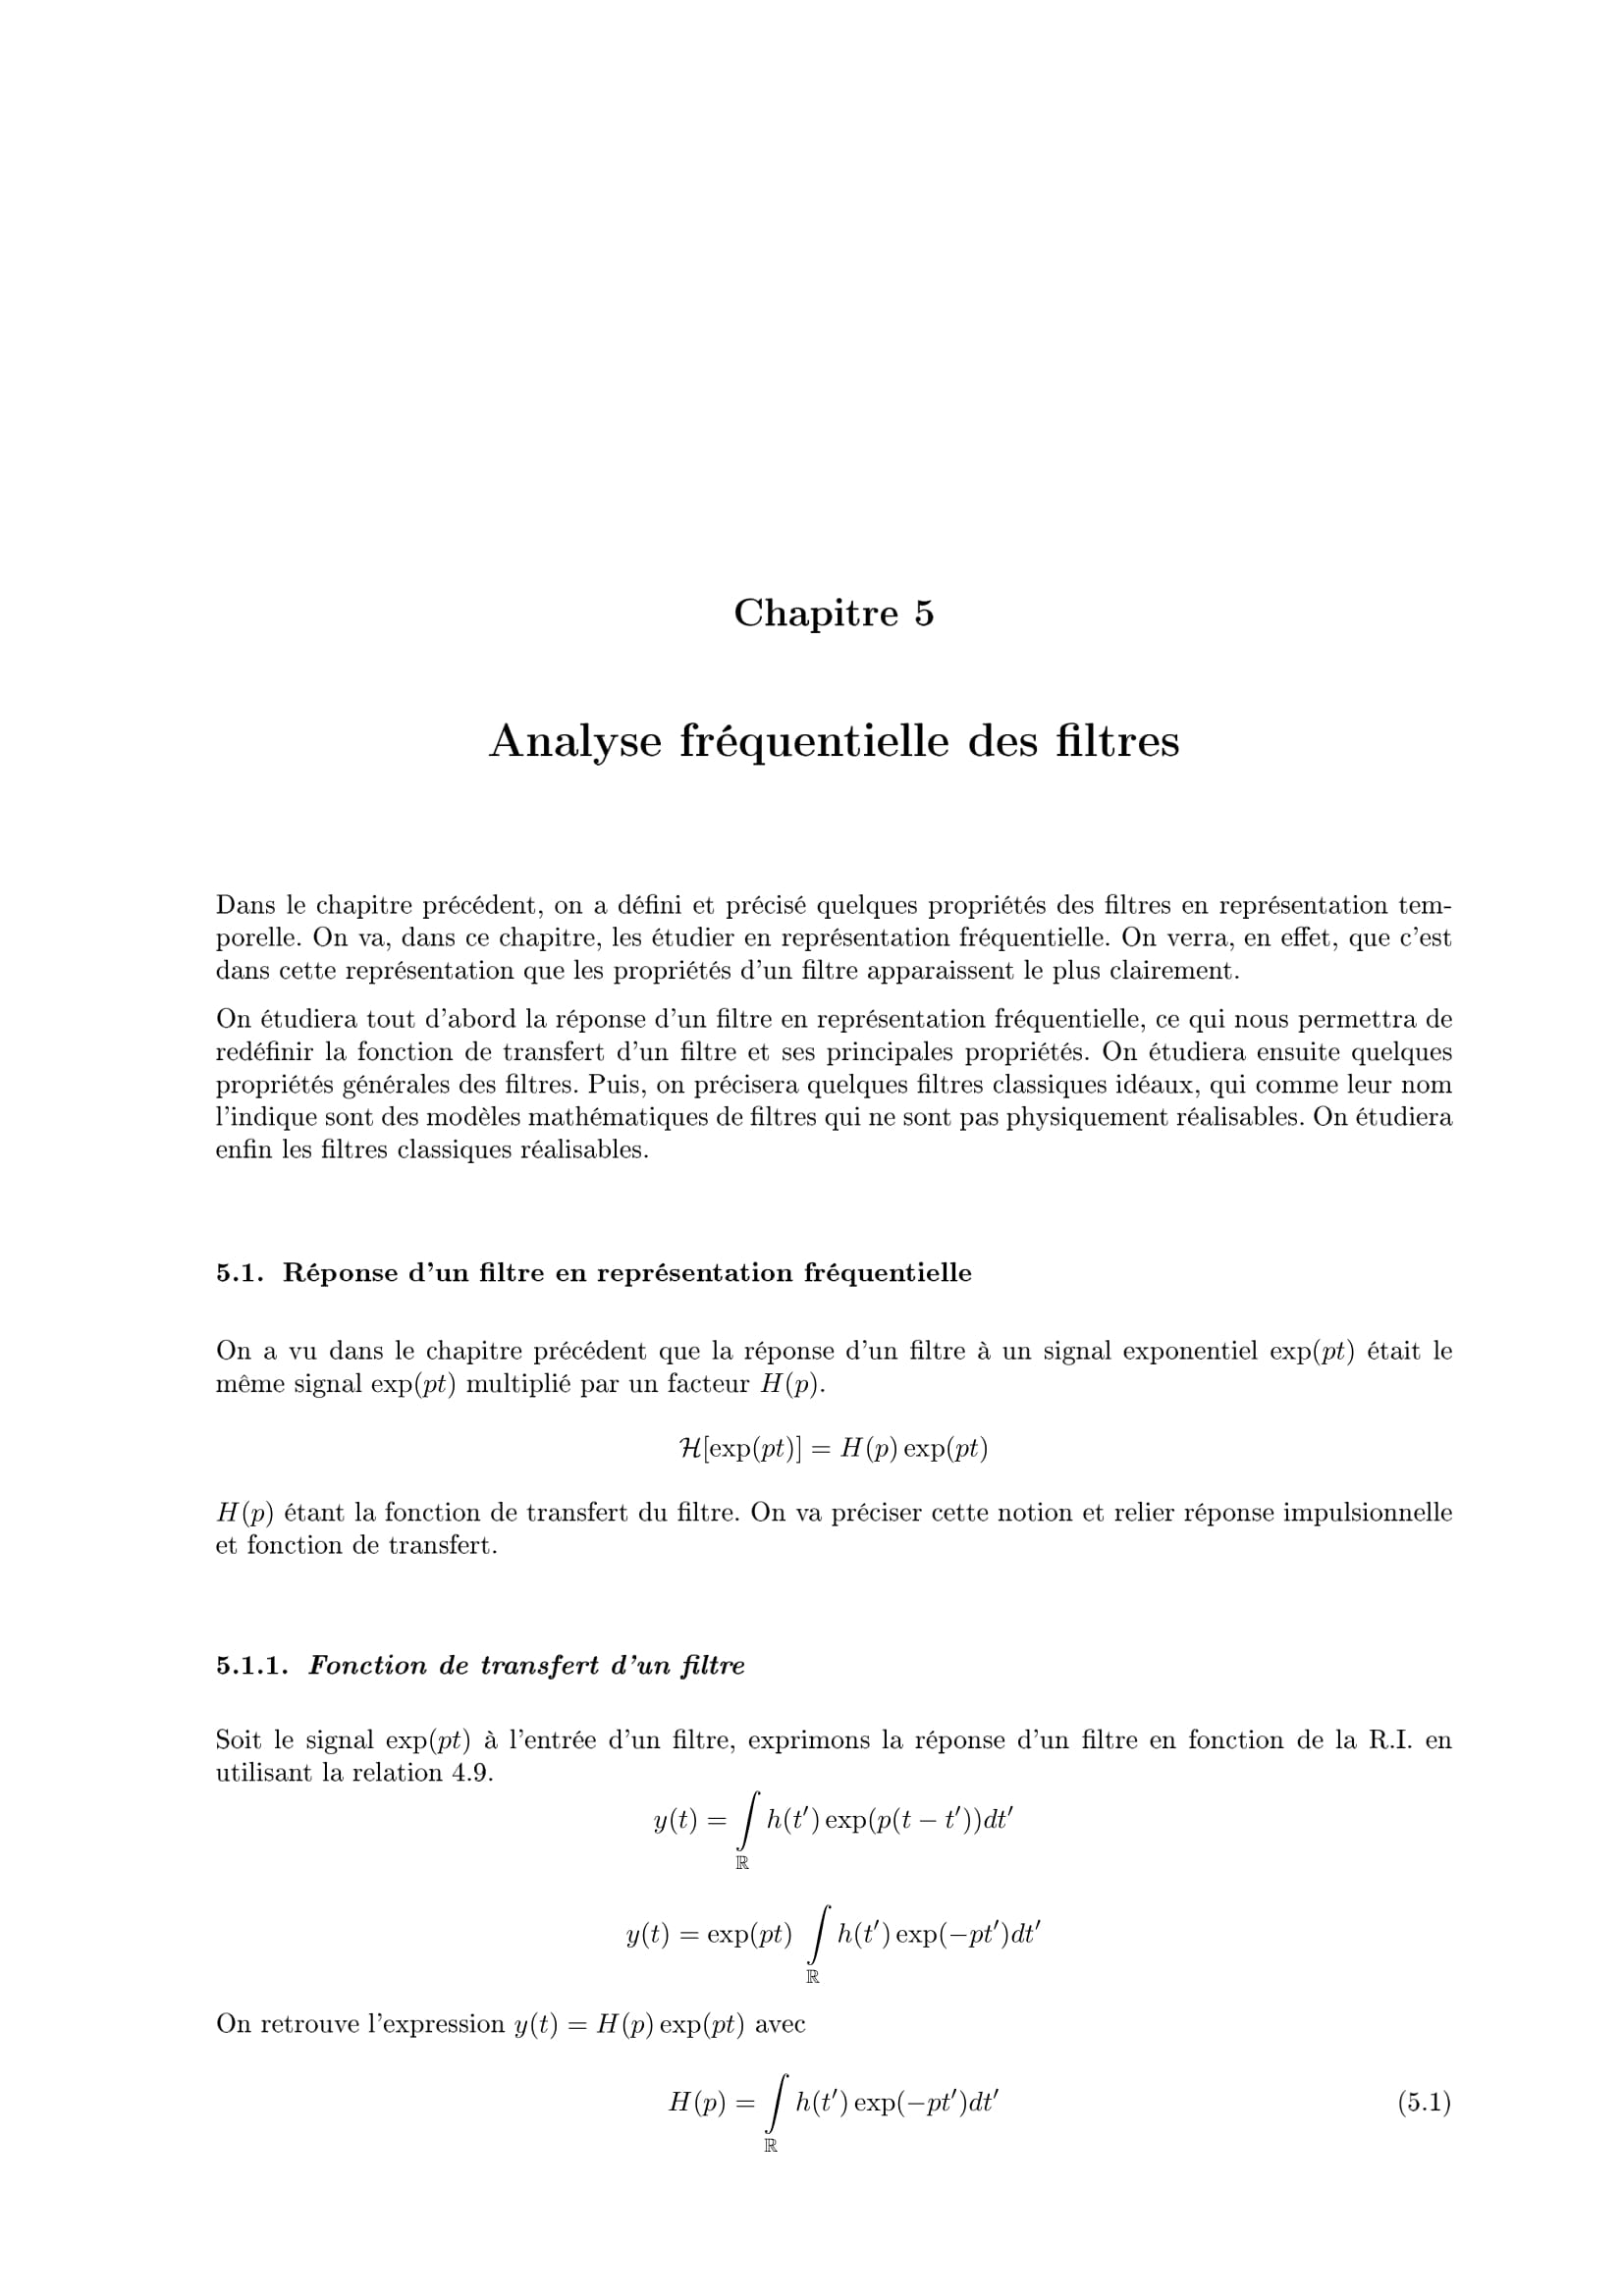 Chapitre 5
Analyse fréquentielle des filtres
Dans le chapitre précédent, on a défini et précisé quelques propriétés des filtres en représentation tem-
porelle. On va, dans ce chapitre, les étudier en représentation fréquentielle. On verra, en effet, que c'est
dans cette représentation que les propriétés d'un filtre apparaissent le plus clairement.
On étudiera tout d'abord la réponse d'un filtre en représentation fréquentielle, ce qui nous permettra de
redéfinir la fonction de transfert d'un filtre et ses principales propriétés. On étudiera ensuite quelques
propriétés générales des filtres. Puis, on précisera quelques filtres classiques idéaux, qui comme leur nom
l'indique sont des modèles mathématiques de filtres qui ne sont pas physiquement réalisables. On étudiera
enfin les filtres classiques réalisables.
5.1. Réponse d'un filtre en représentation fréquentielle
On a vu dans le chapitre précédent que la réponse d'un filtre à un signal exponentiel exp(pt) était le
même signal exp(pt) multiplié par un facteur H(p).
ℋ[exp(pt)] = H(p) exp(pt)
H(p) étant la fonction de transfert du filtre. On va préciser cette notion et relier réponse impulsionnelle
et fonction de transfert.
5.1.1. Fonction de transfert d'un filtre
Soit le signal exp(pt) à l'entrée d'un filtre, exprimons la réponse d'un filtre en fonction de la R.I. en
utilisant la relation 4.9.
y(t) = ∫_ℝ h(t′) exp(p(t − t′))dt′
y(t) = exp(pt) ∫_ℝ h(t′) exp(−pt′)dt′
On retrouve l'expression y(t) = H(p) exp(pt) avec
H(p) = ∫_ℝ h(t′) exp(−pt′)dt′ (5.1)